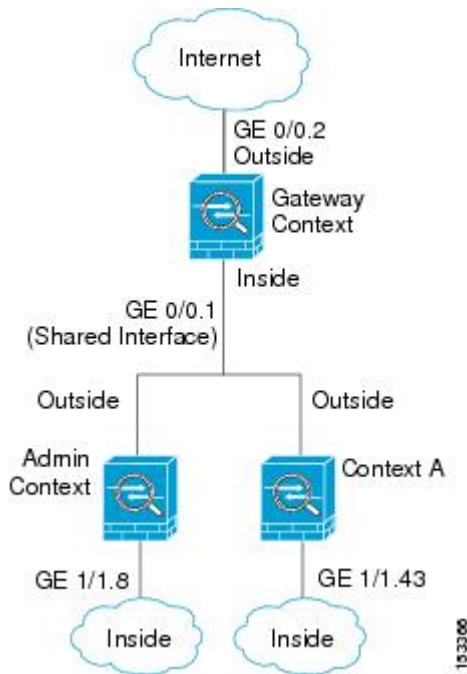 Internet
GE 0/0.2
Outside
Gateway
Context
Inside
GE 0/0.1
(Shared Interface)
Outside
Outside
Admin
Context
Context A
GE 1/1.8
GE 1/1.43
Inside
Inside
153366